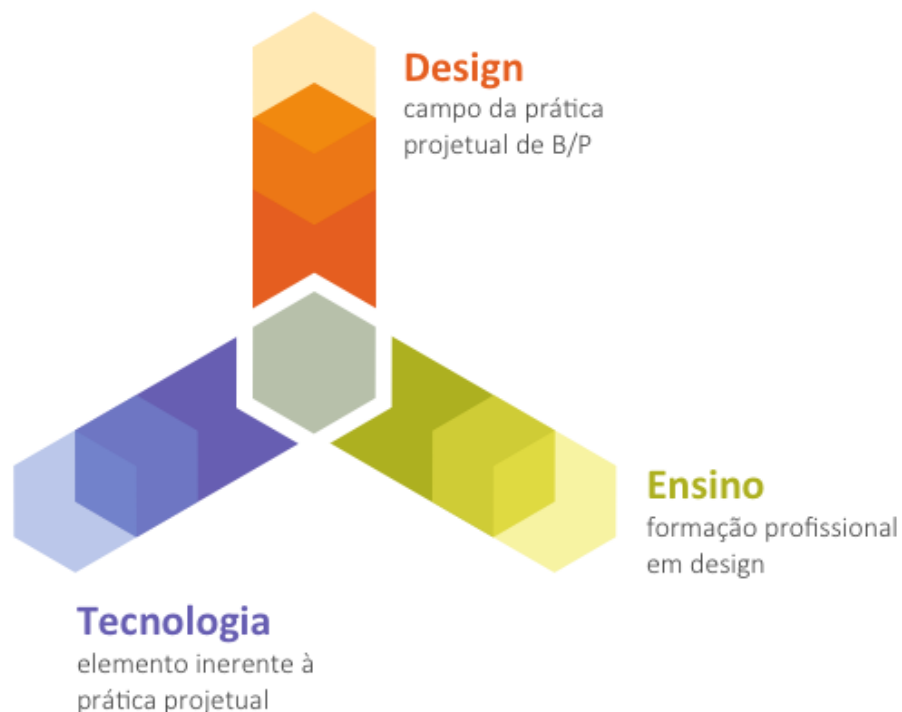 Design
campo da prática
projetual de B/P
Ensino
formação profissional
em design
Tecnologia
elemento inerente à
prática projetual